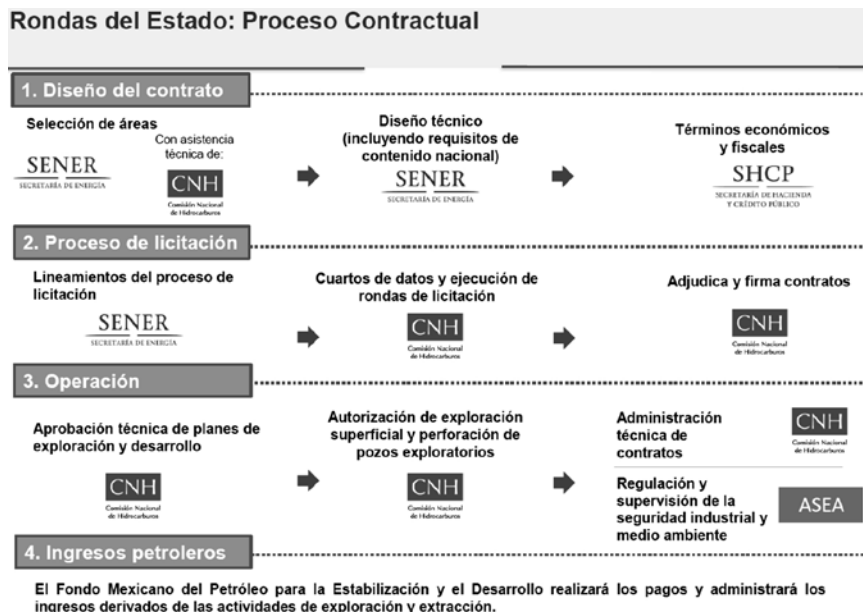 Rondas del Estado: Proceso Contractual
1. Diseño del contrato
Selección de áreas
SENER
SECRETARÍA DE ENERGÍA
Con asistencia
técnica de:
CNH
Comisión Nacional
de Hidrocarburos
Diseño técnico
(incluyendo requisitos de
contenido nacional)
SENER
SECRETARÍA DE ENERGÍA
Términos económicos
y fiscales
SHCP
SECRETARÍA DE HACIENDA
Y CRÉDITO PÚBLICO
2. Proceso de licitación
Lineamientos del proceso de
licitación
SENER
SECRETARÍA DE ENERGÍA
Cuartos de datos y ejecución de
rondas de licitación
CNH
Comisión Nacional
de Hidrocarburos
Adjudica y firma contratos
CNH
Comisión Nacional
de Hidrocarburos
3. Operación
Aprobación técnica de planes de
exploración y desarrollo
CNH
Comisión Nacional
de Hidrocarburos
Autorización de exploración
superficial y perforación de
pozos exploratorios
CNH
Comisión Nacional
de Hidrocarburos
Administración
técnica de
contratos
CNH
Comisión Nacional
de Hidrocarburos
Regulación y
supervisión de la
seguridad industrial y
medio ambiente
ASEA
4. Ingresos petroleros
El Fondo Mexicano del Petróleo para la Estabilización y el Desarrollo realizará los pagos y administrará los
ingresos derivados de las actividades de exploración y extracción.